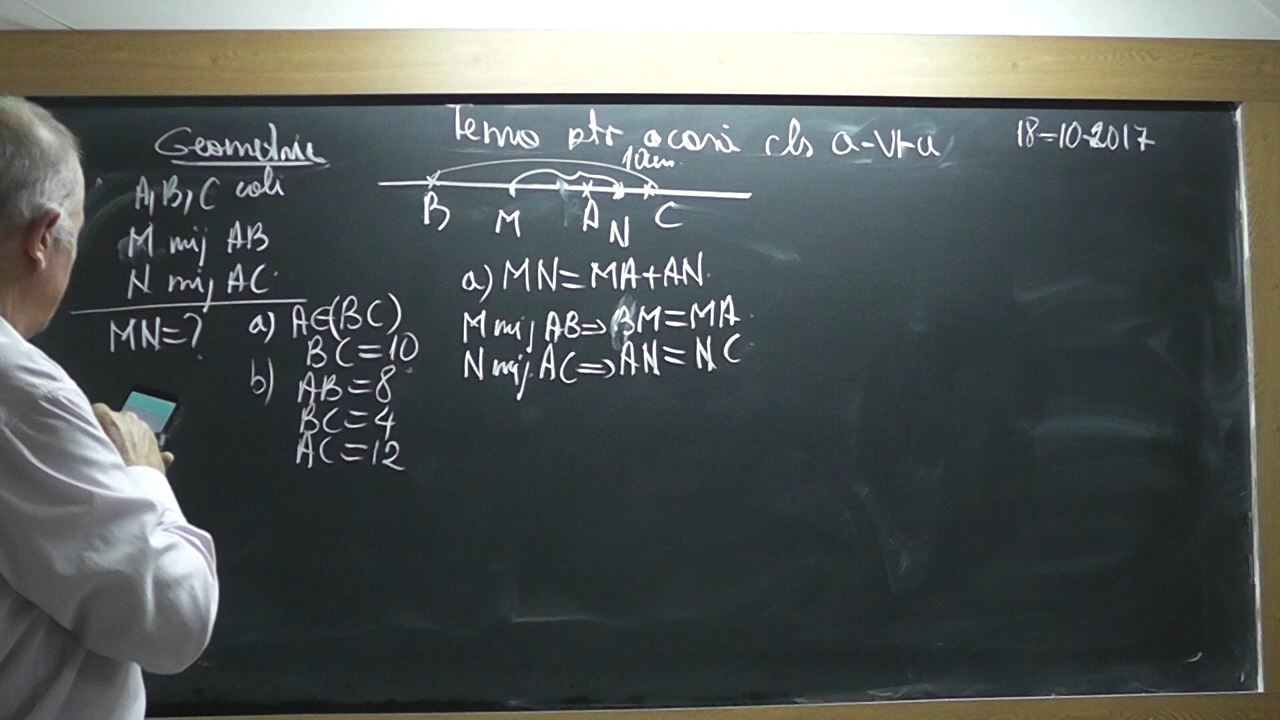 Temă ptr acasă cls a-VI-a
18-10-2017
Geometrie
A, B, C coli
M mij AB
N mij AC
MN=?
a) A∈(BC)
BC=10
b) AB=8
BC=4
AC=12
10cm
B M A N C
a) MN=MA+AN
M mij AB⇒BM=MA
N mij. AC⇒AN=NC